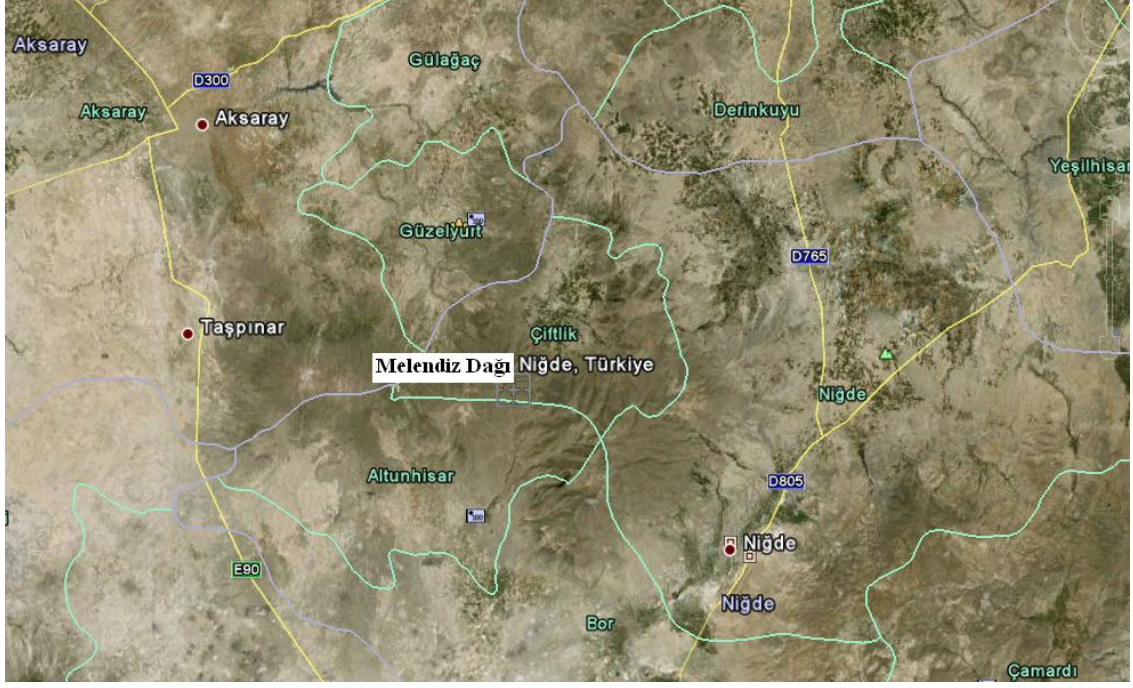 Aksaray
Gülağaç
D300
Aksaray
Aksaray
Derinkuyu
Yeşilhisar
Güzelyurt
D765
Taşpınar
Çiftlik
Melendiz Dağı Niğde, Türkiye
Niğde
Altunhisar
D805
Niğde
E90
Niğde
Bor
Çamardı